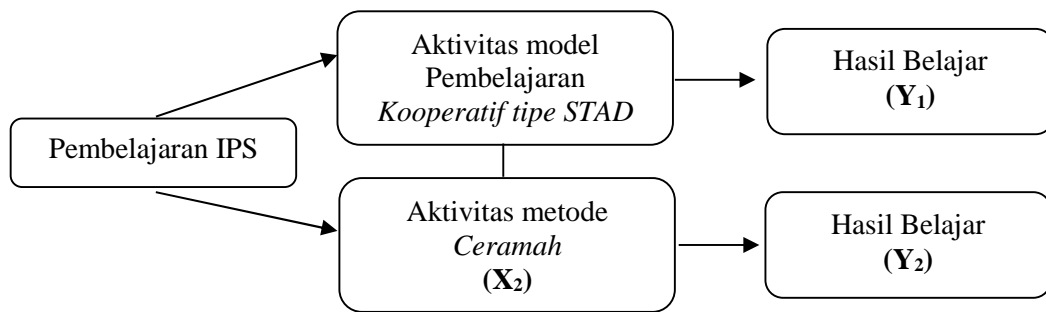 Pembelajaran IPS
Aktivitas model
Pembelajaran
Kooperatif tipe STAD
Hasil Belajar
(Y₁)
Aktivitas metode
Ceramah
(X₂)
Hasil Belajar
(Y₂)